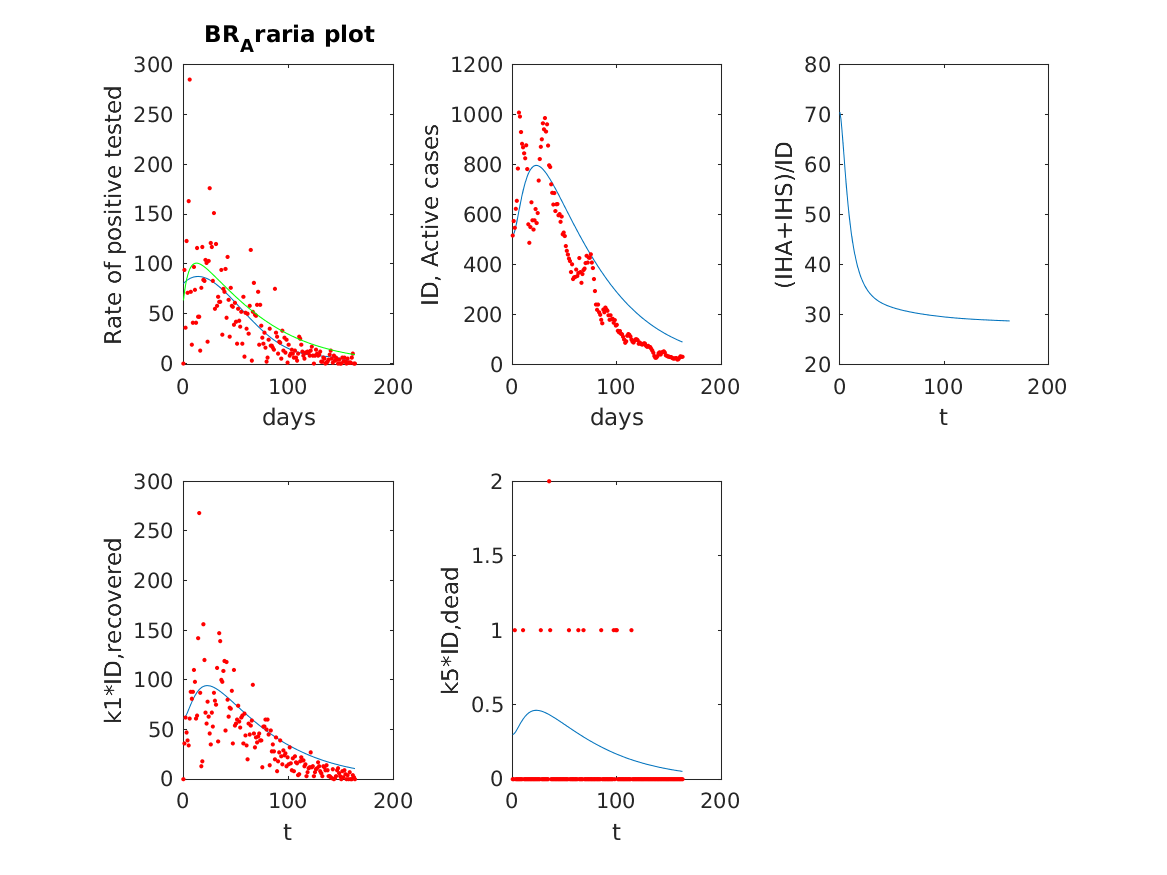 BR_Araria plot
300
250
200
150
100
50
0
0 100 200
days
Rate of positive tested
1200
1000
800
600
400
200
0
0 100 200
days
ID, Active cases
80
70
60
50
40
30
20
0 100 200
t
(IHA+IHS)/ID
300
250
200
150
100
50
0
0 100 200
t
k1*ID,recovered
2
1.5
1
0.5
0
0 100 200
t
k5*ID,dead